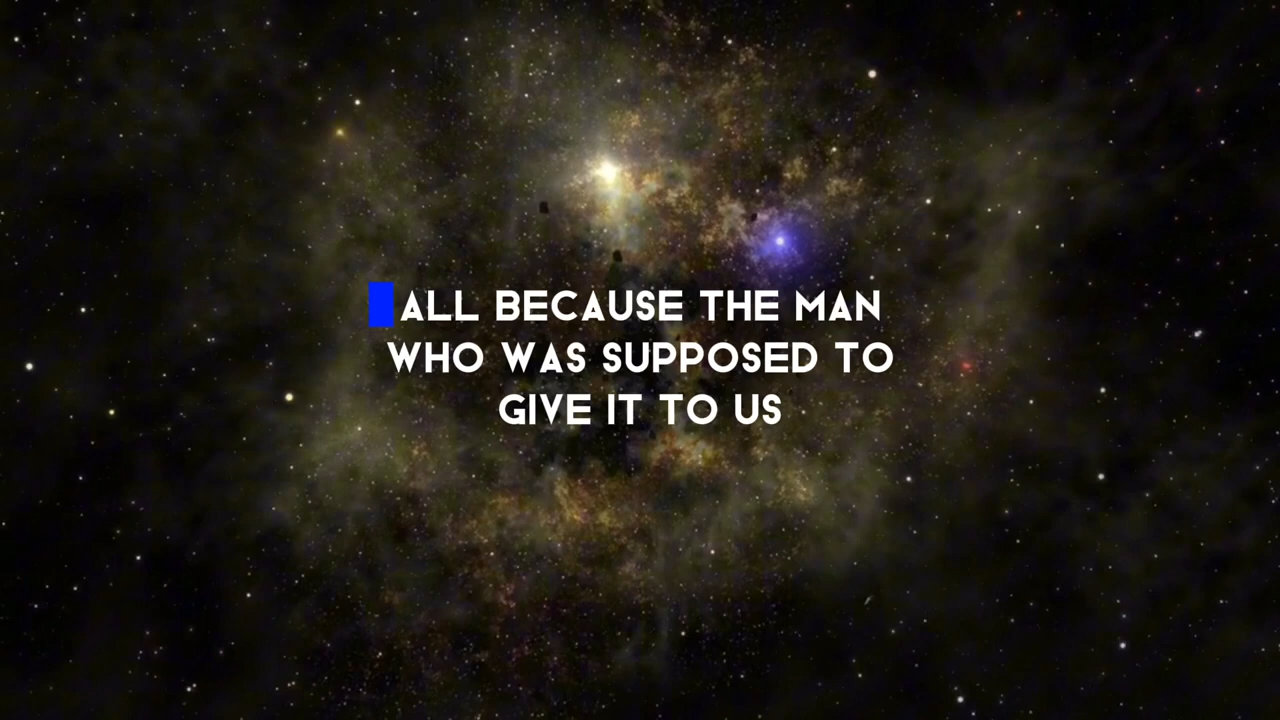 ALL BECAUSE THE MAN
WHO WAS SUPPOSED TO
GIVE IT TO US